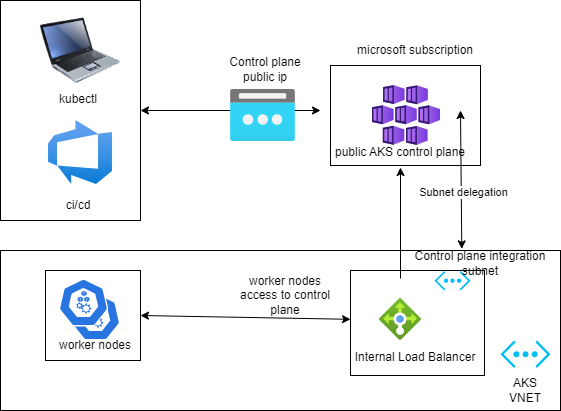 Control plane
public ip
microsoft subscription
kubectl
public AKS control plane
ci/cd
Subnet delegation
Control plane integration
subnet
worker nodes
access to control
plane
worker nodes
Internal Load Balancer
AKS
VNET